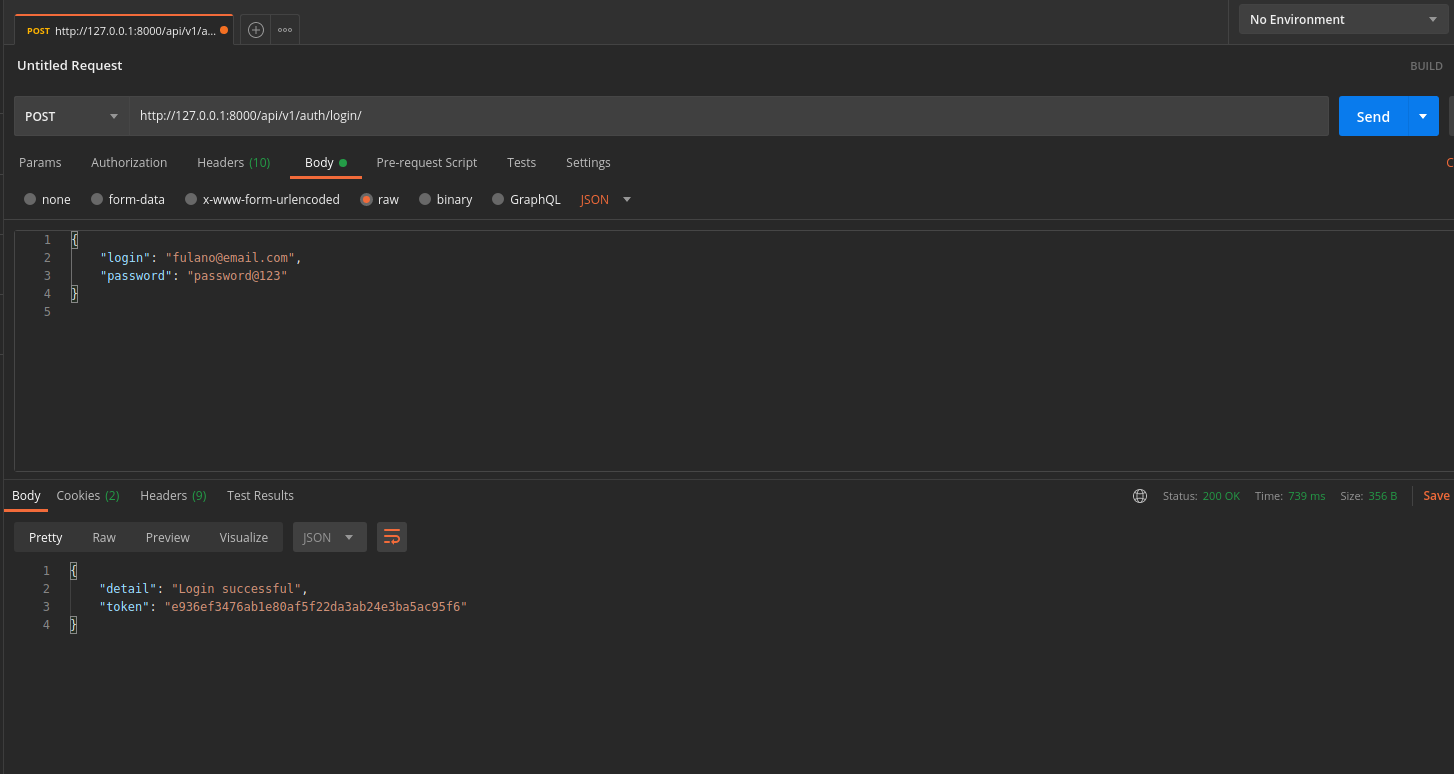 POST http://127.0.0.1:8000/api/v1/a... No Environment
Untitled Request BUILD
POST http://127.0.0.1:8000/api/v1/auth/login/ Send
Params Authorization Headers (10) Body Pre-request Script Tests Settings C
none form-data x-www-form-urlencoded raw binary GraphQL JSON
1 {
2 "login": "fulano@email.com",
3 "password": "password@123"
4 }
5
Body Cookies (2) Headers (9) Test Results Status: 200 OK Time: 739 ms Size: 356 B Save
Pretty Raw Preview Visualize JSON
1 {
2 "detail": "Login successful",
3 "token": "e936ef3476ab1e80af5f22da3ab24e3ba5ac95f6"
4 }